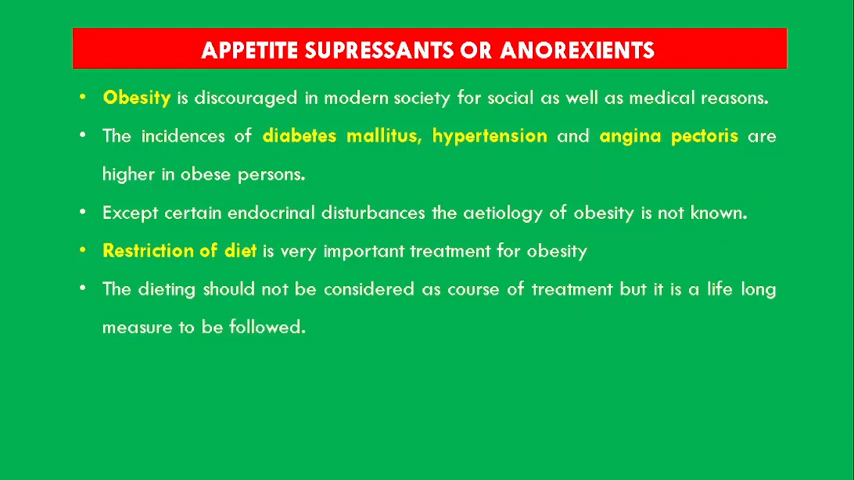 APPETITE SUPRESSANTS OR ANOREXIENTS
• Obesity is discouraged in modern society for social as well as medical reasons.
• The incidences of diabetes mallitus, hypertension and angina pectoris are
higher in obese persons.
• Except certain endocrinal disturbances the aetiology of obesity is not known.
• Restriction of diet is very important treatment for obesity
• The dieting should not be considered as course of treatment but it is a life long
measure to be followed.